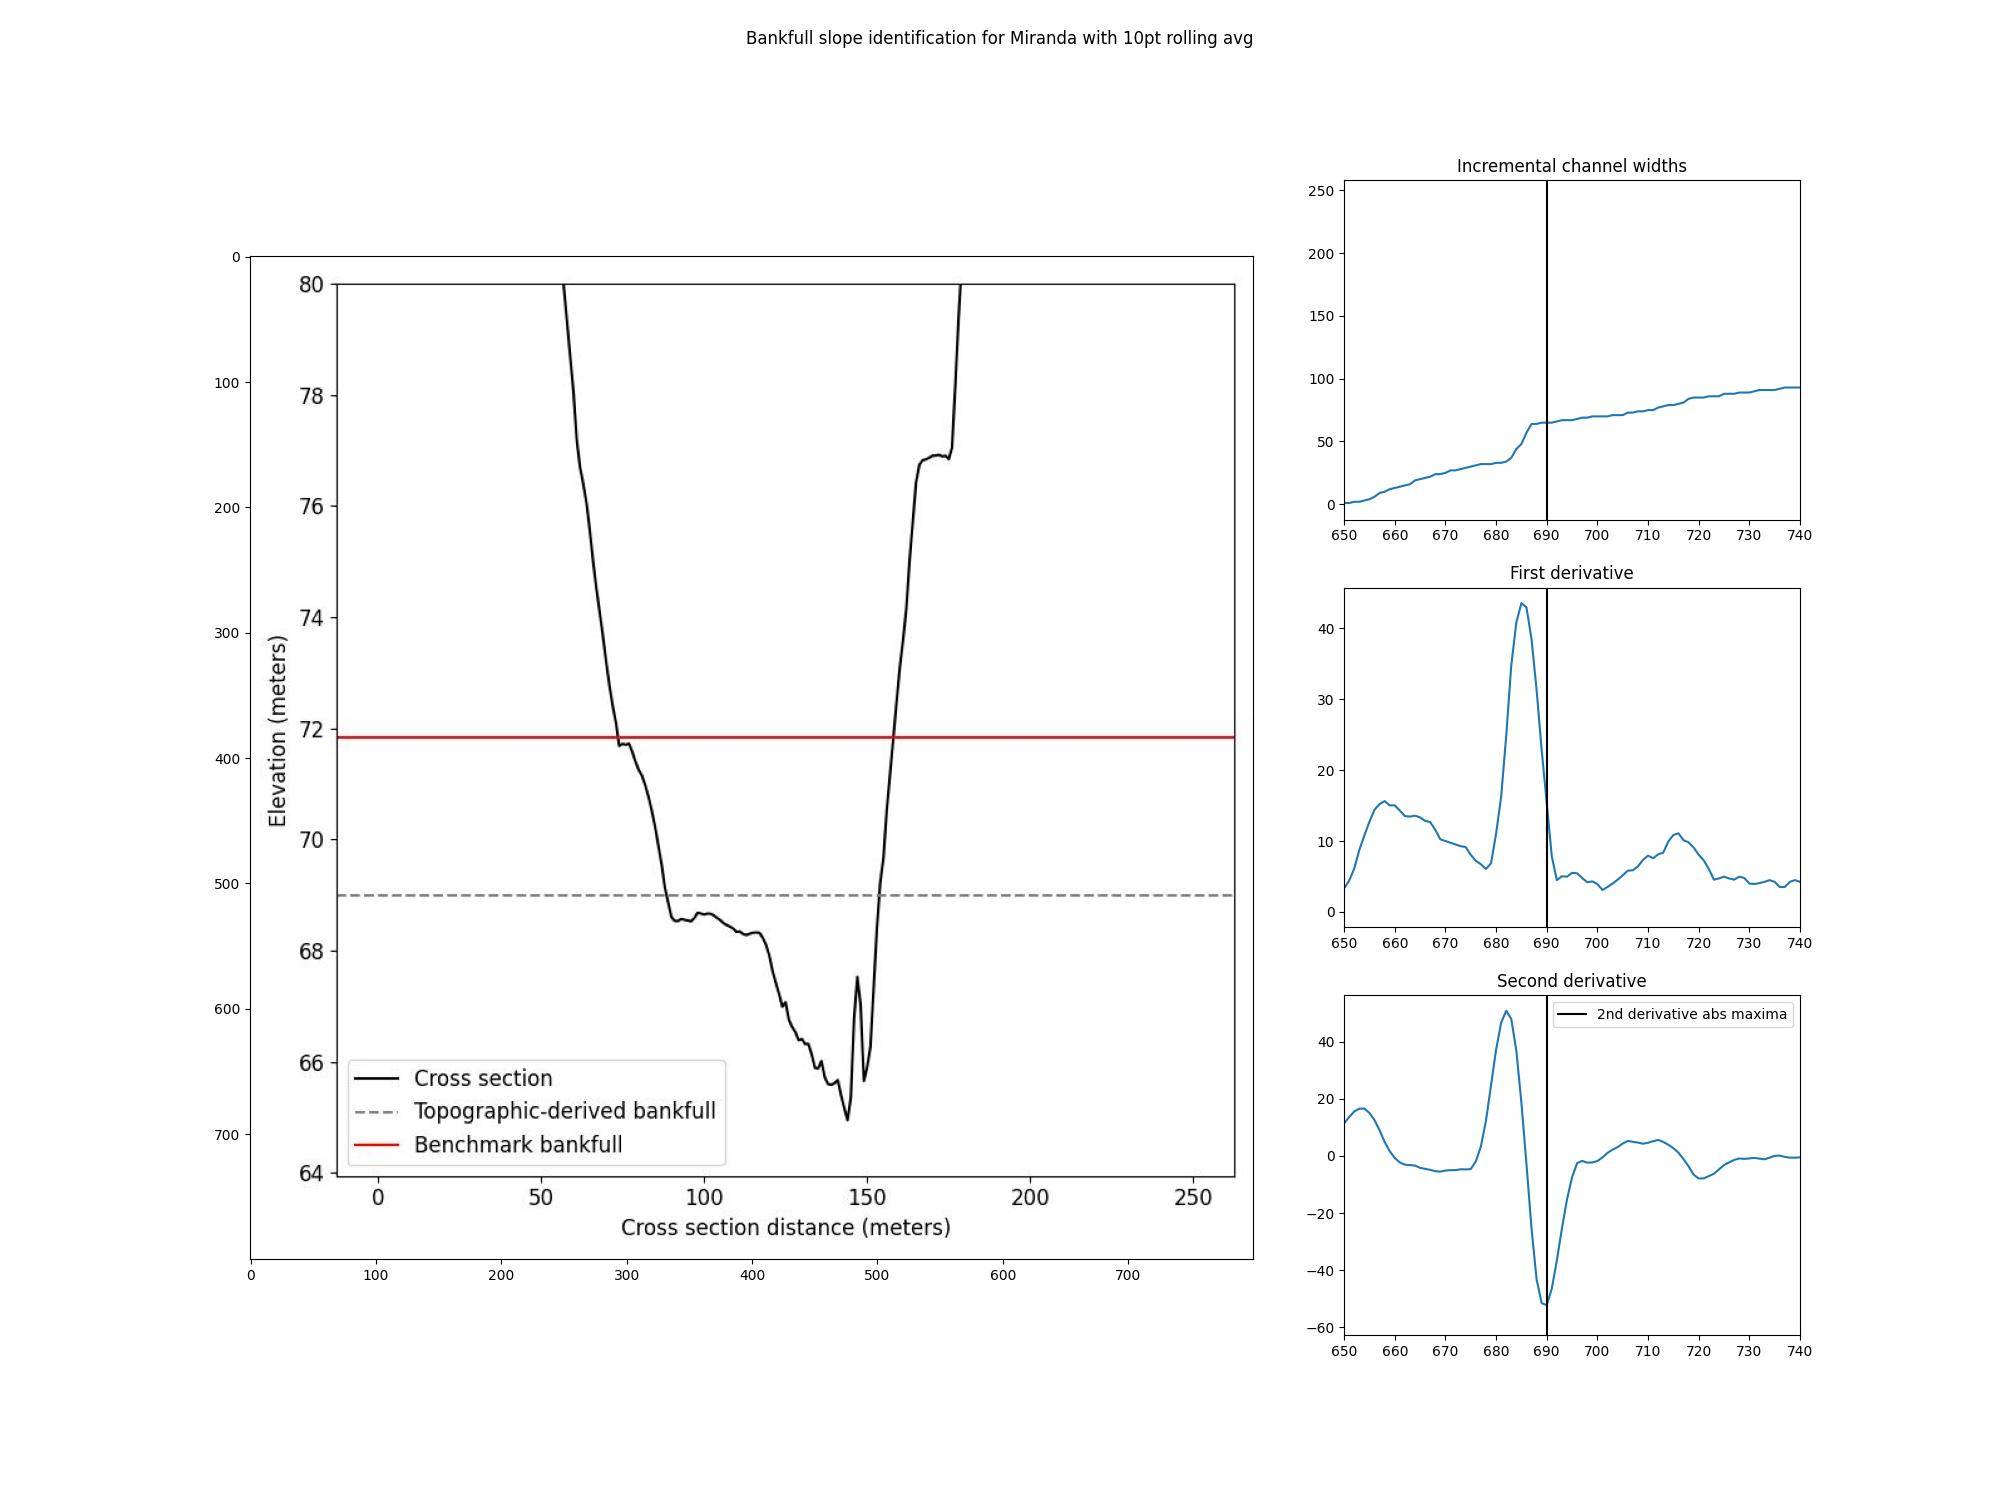 Bankfull slope identification for Miranda with 10pt rolling avg
0
100
200
300
400
500
600
700
80
78
76
74
72
70
68
66
64
Elevation (meters)
Cross section
Topographic-derived bankfull
Benchmark bankfull
0 50 100 150 200 250
Cross section distance (meters)
0 100 200 300 400 500 600 700
Incremental channel widths
250
200
150
100
50
0
650 660 670 680 690 700 710 720 730 740
First derivative
40
30
20
10
0
650 660 670 680 690 700 710 720 730 740
Second derivative
2nd derivative abs maxima
40
20
0
−20
−40
−60
650 660 670 680 690 700 710 720 730 740